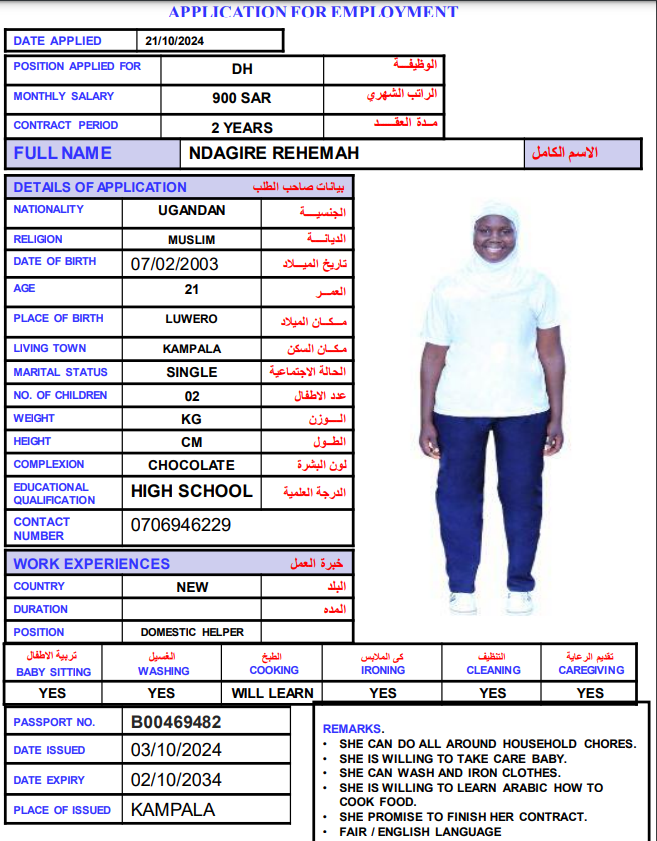 APPLICATION FOR EMPLOYMENT
DATE APPLIED 21/10/2024
POSITION APPLIED FOR DH الوظيفـــة
MONTHLY SALARY 900 SAR الراتب الشهري
CONTRACT PERIOD 2 YEARS مــدة العقـــد
FULL NAME NDAGIRE REHEMAH الاسم الكامل
DETAILS OF APPLICATION بيانات صاحب الطلب
NATIONALITY UGANDAN الجنسيـــة
RELIGION MUSLIM الديانـــة
DATE OF BIRTH 07/02/2003 تاريخ الميـــلاد
AGE 21 العمــر
PLACE OF BIRTH LUWERO مكـــان الميلاد
LIVING TOWN KAMPALA مكـان السكن
MARITAL STATUS SINGLE الحالة الاجتماعية
NO. OF CHILDREN 02 عدد الاطفال
WEIGHT KG الـــوزن
HEIGHT CM الطــول
COMPLEXION CHOCOLATE لون البشرة
EDUCATIONAL QUALIFICATION HIGH SCHOOL الدرجة العلمية
CONTACT NUMBER 0706946229
WORK EXPERIENCES خبرة العمل
COUNTRY NEW البلد
DURATION المده
POSITION DOMESTIC HELPER
تربية الاطفال الغسيل الطبخ كي الملابس التنظيف تقديم الرعاية
BABY SITTING WASHING COOKING IRONING CLEANING CAREGIVING
YES YES WILL LEARN YES YES YES
PASSPORT NO. B00469482
DATE ISSUED 03/10/2024
DATE EXPIRY 02/10/2034
PLACE OF ISSUED KAMPALA
REMARKS.
• SHE CAN DO ALL AROUND HOUSEHOLD CHORES.
• SHE IS WILLING TO TAKE CARE BABY.
• SHE CAN WASH AND IRON CLOTHES.
• SHE IS WILLING TO LEARN ARABIC HOW TO
COOK FOOD.
• SHE PROMISE TO FINISH HER CONTRACT.
• FAIR / ENGLISH LANGUAGE